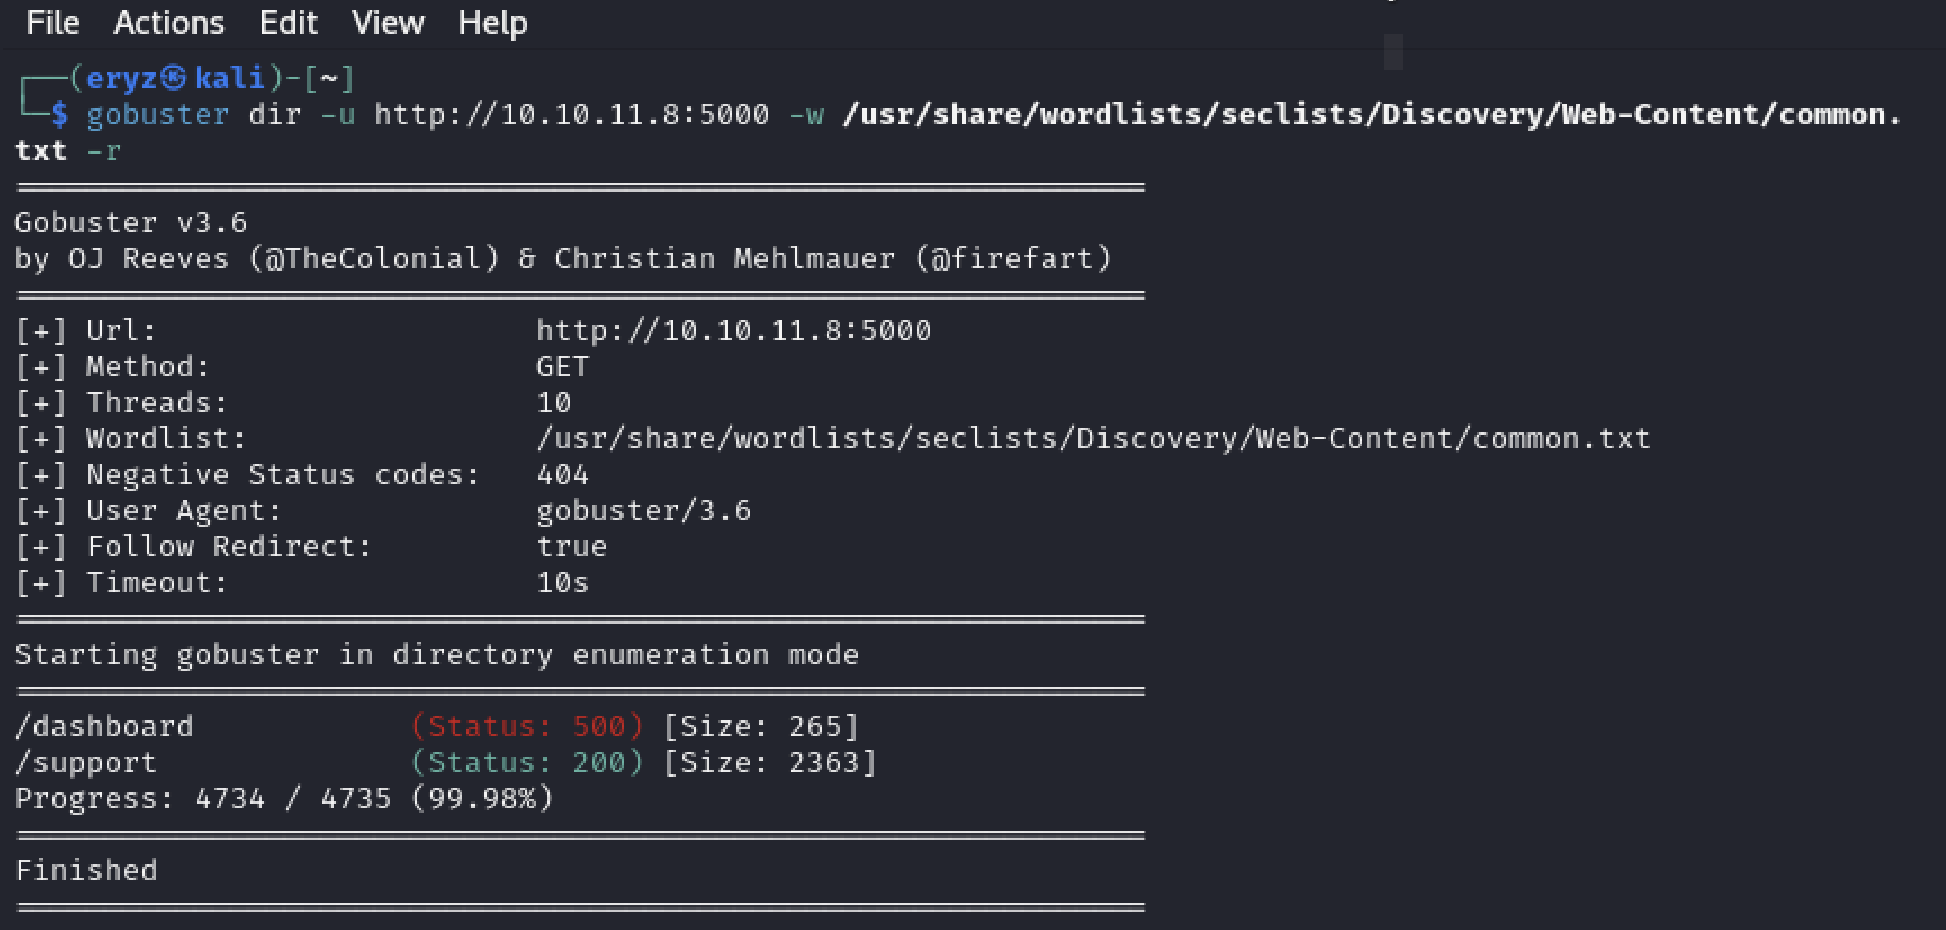 File Actions Edit View Help
┌──(eryz㉿kali)-[~]
└─$ gobuster dir -u http://10.10.11.8:5000 -w /usr/share/wordlists/seclists/Discovery/Web-Content/common.
txt -r
===============================================================
Gobuster v3.6
by OJ Reeves (@TheColonial) & Christian Mehlmauer (@firefart)
===============================================================
[+] Url:                     http://10.10.11.8:5000
[+] Method:                  GET
[+] Threads:                 10
[+] Wordlist:                /usr/share/wordlists/seclists/Discovery/Web-Content/common.txt
[+] Negative Status codes:   404
[+] User Agent:              gobuster/3.6
[+] Follow Redirect:         true
[+] Timeout:                 10s
===============================================================
Starting gobuster in directory enumeration mode
===============================================================
/dashboard            (Status: 500) [Size: 265]
/support              (Status: 200) [Size: 2363]
Progress: 4734 / 4735 (99.98%)
===============================================================
Finished
===============================================================